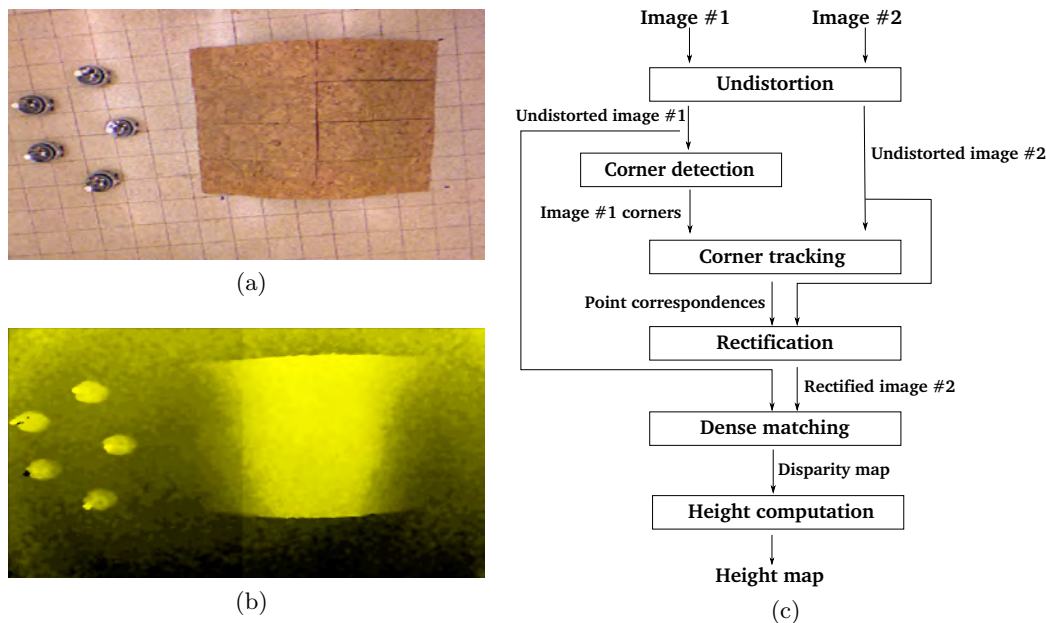 (a)
(b)
Image #1
Image #2
Undistortion
Undistorted image #1
Undistorted image #2
Corner detection
Image #1 corners
Corner tracking
Point correspondences
Rectification
Rectified image #2
Dense matching
Disparity map
Height computation
Height map
(c)